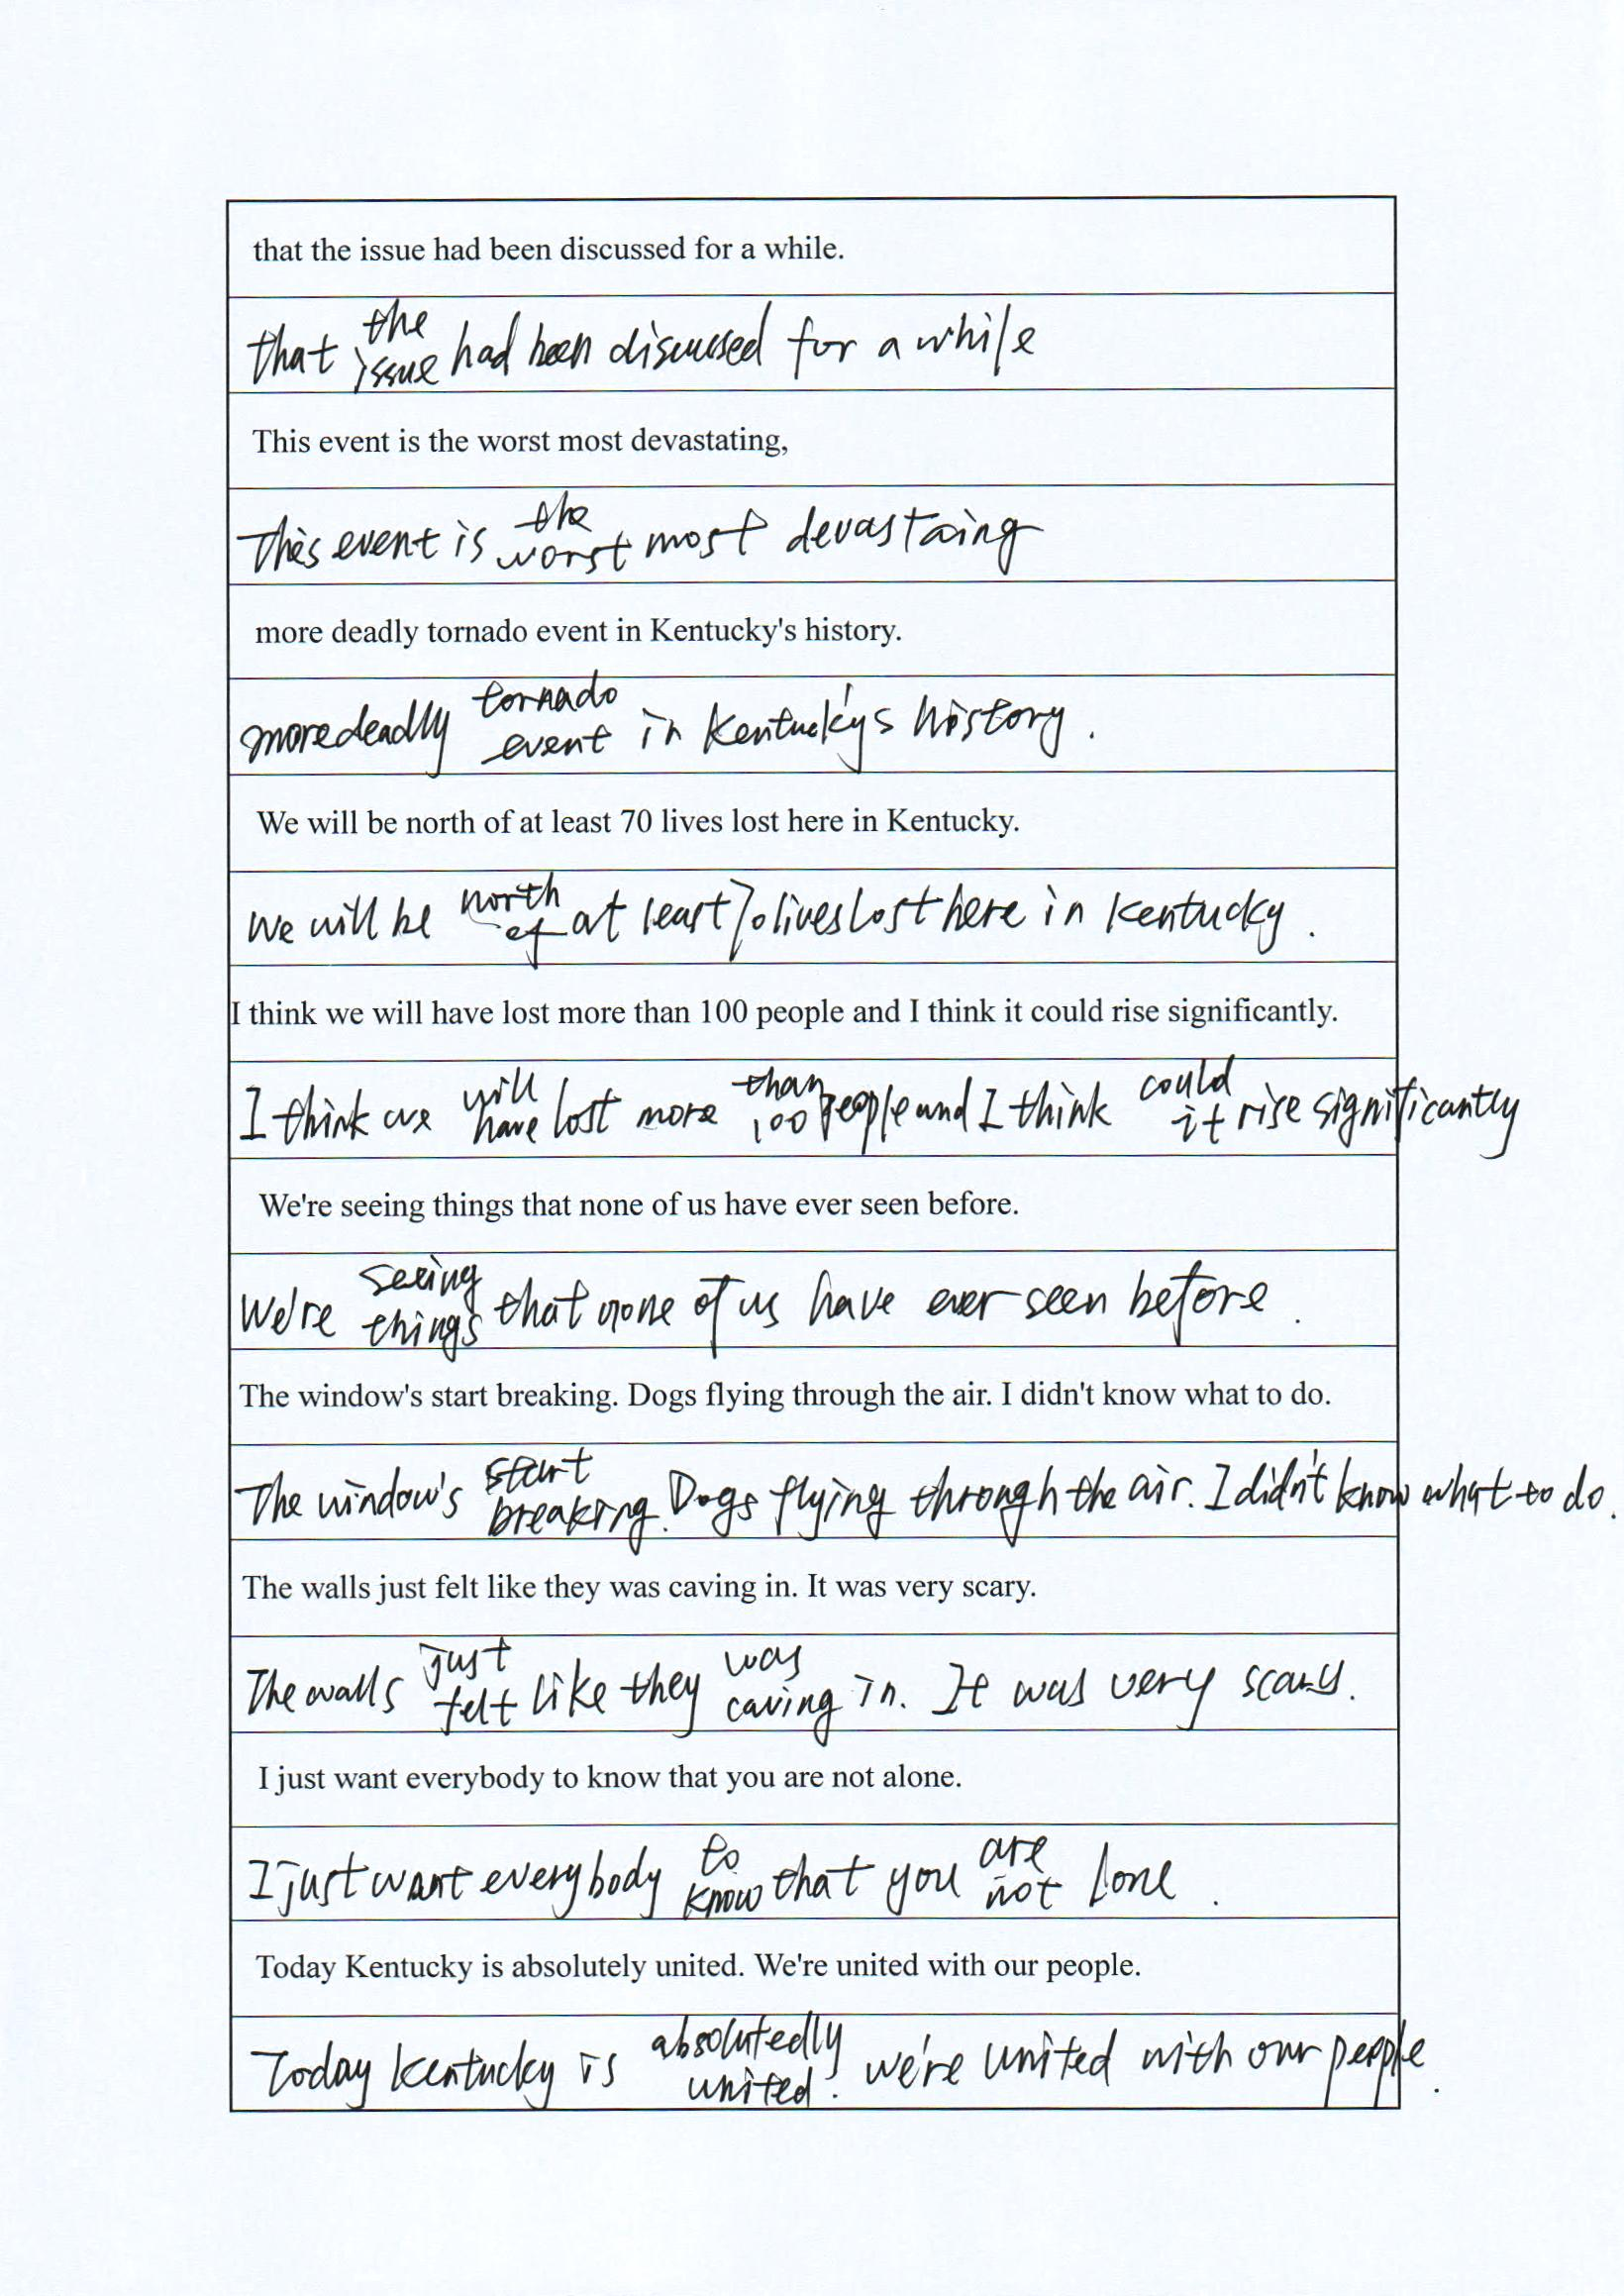 that the issue had been discussed for a while.
that the issue had been discussed for a while
This event is the worst most devastating,
This event is the worst most devastaing
more deadly tornado event in Kentucky's history.
more deadly tornado event in Kentucky's history.
We will be north of at least 70 lives lost here in Kentucky.
We will be north of at least 70 lives lost here in Kentucky.
I think we will have lost more than 100 people and I think it could rise significantly.
I think we will have lost more than 100 people and I think could it rise significantly
We're seeing things that none of us have ever seen before.
We're seeing things that none of us have ever seen before.
The window's start breaking. Dogs flying through the air. I didn't know what to do.
The window's start breaking. Dogs flying through the air. I didn't know what to do.
The walls just felt like they was caving in. It was very scary.
The walls just felt like they was caving in. It was very scary.
I just want everybody to know that you are not alone.
I just want everybody to know that you are not lone.
Today Kentucky is absolutely united. We're united with our people.
Today Kentucky is absolutedly united. we're united with our people.